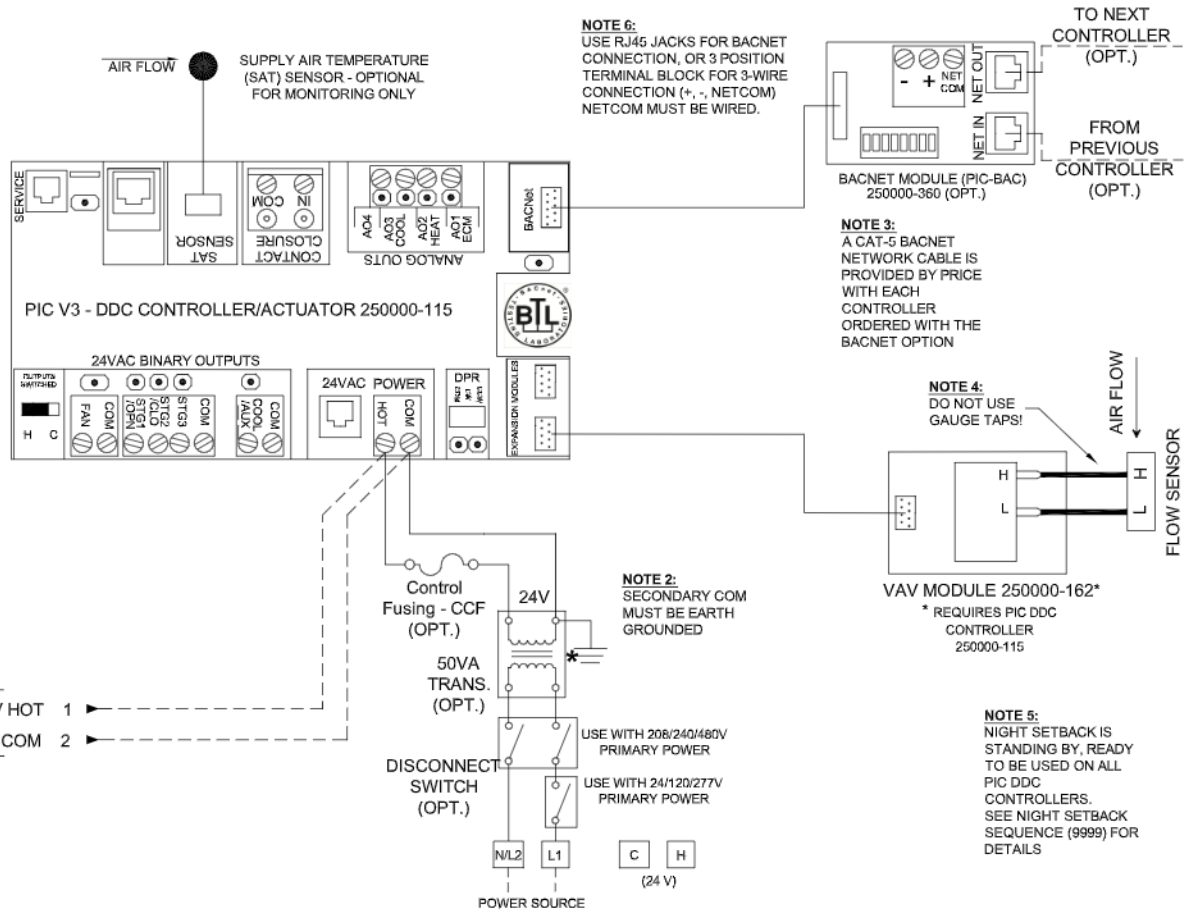 AIR FLOW
SUPPLY AIR TEMPERATURE
(SAT) SENSOR - OPTIONAL
FOR MONITORING ONLY
NOTE 6:
USE RJ45 JACKS FOR BACNET
CONNECTION, OR 3 POSITION
TERMINAL BLOCK FOR 3-WIRE
CONNECTION (+, -, NETCOM)
NETCOM MUST BE WIRED.
- + NET
COM
NET OUT
NET IN
TO NEXT
CONTROLLER
(OPT.)
FROM
PREVIOUS
CONTROLLER
(OPT.)
BACNET MODULE (PIC-BAC)
250000-360 (OPT.)
SERVICE
SAT
SENSOR
COM
IN
CONTACT
CLOSURE
AO4
AO3
COOL
AO2
HEAT
AO1
ECM
ANALOG OUTS
BACNet
NOTE 3:
A CAT-5 BACNET
NETWORK CABLE IS
PROVIDED BY PRICE
WITH EACH
CONTROLLER
ORDERED WITH THE
BACNET OPTION
PIC V3 - DDC CONTROLLER/ACTUATOR 250000-115
BTL
BACnet
TESTING
LABORATORIES
®
24VAC BINARY OUTPUTS
OUTPUTS
SWITCHED
H C
FAN
COM
STG1
/OPN
STG2
/CLO
STG3
COM
COOL
/AUX
COM
24VAC POWER
HOT
COM
DPR
EXPANSION MODULES
NOTE 4:
DO NOT USE
GAUGE TAPS!
AIR FLOW
H
L
H
L
FLOW SENSOR
VAV MODULE 250000-162*
* REQUIRES PIC DDC
CONTROLLER
250000-115
Control
Fusing - CCF
(OPT.)
24V
NOTE 2:
SECONDARY COM
MUST BE EARTH
GROUNDED
50VA
TRANS.
(OPT.)
*
HOT 1
COM 2
DISCONNECT
SWITCH
(OPT.)
USE WITH 208/240/480V
PRIMARY POWER
USE WITH 24/120/277V
PRIMARY POWER
N/L2
L1
C
H
(24 V)
POWER SOURCE
NOTE 5:
NIGHT SETBACK IS
STANDING BY, READY
TO BE USED ON ALL
PIC DDC
CONTROLLERS.
SEE NIGHT SETBACK
SEQUENCE (9999) FOR
DETAILS